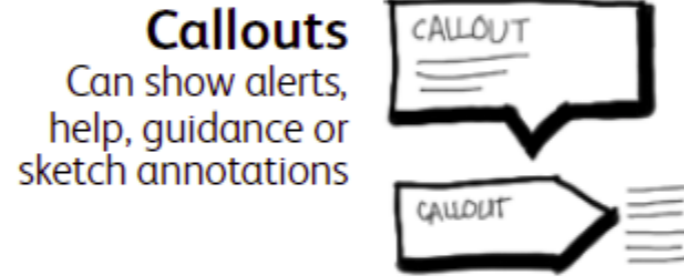 Callouts
Can show alerts,
help, guidance or
sketch annotations
CALLOUT
CALLOUT